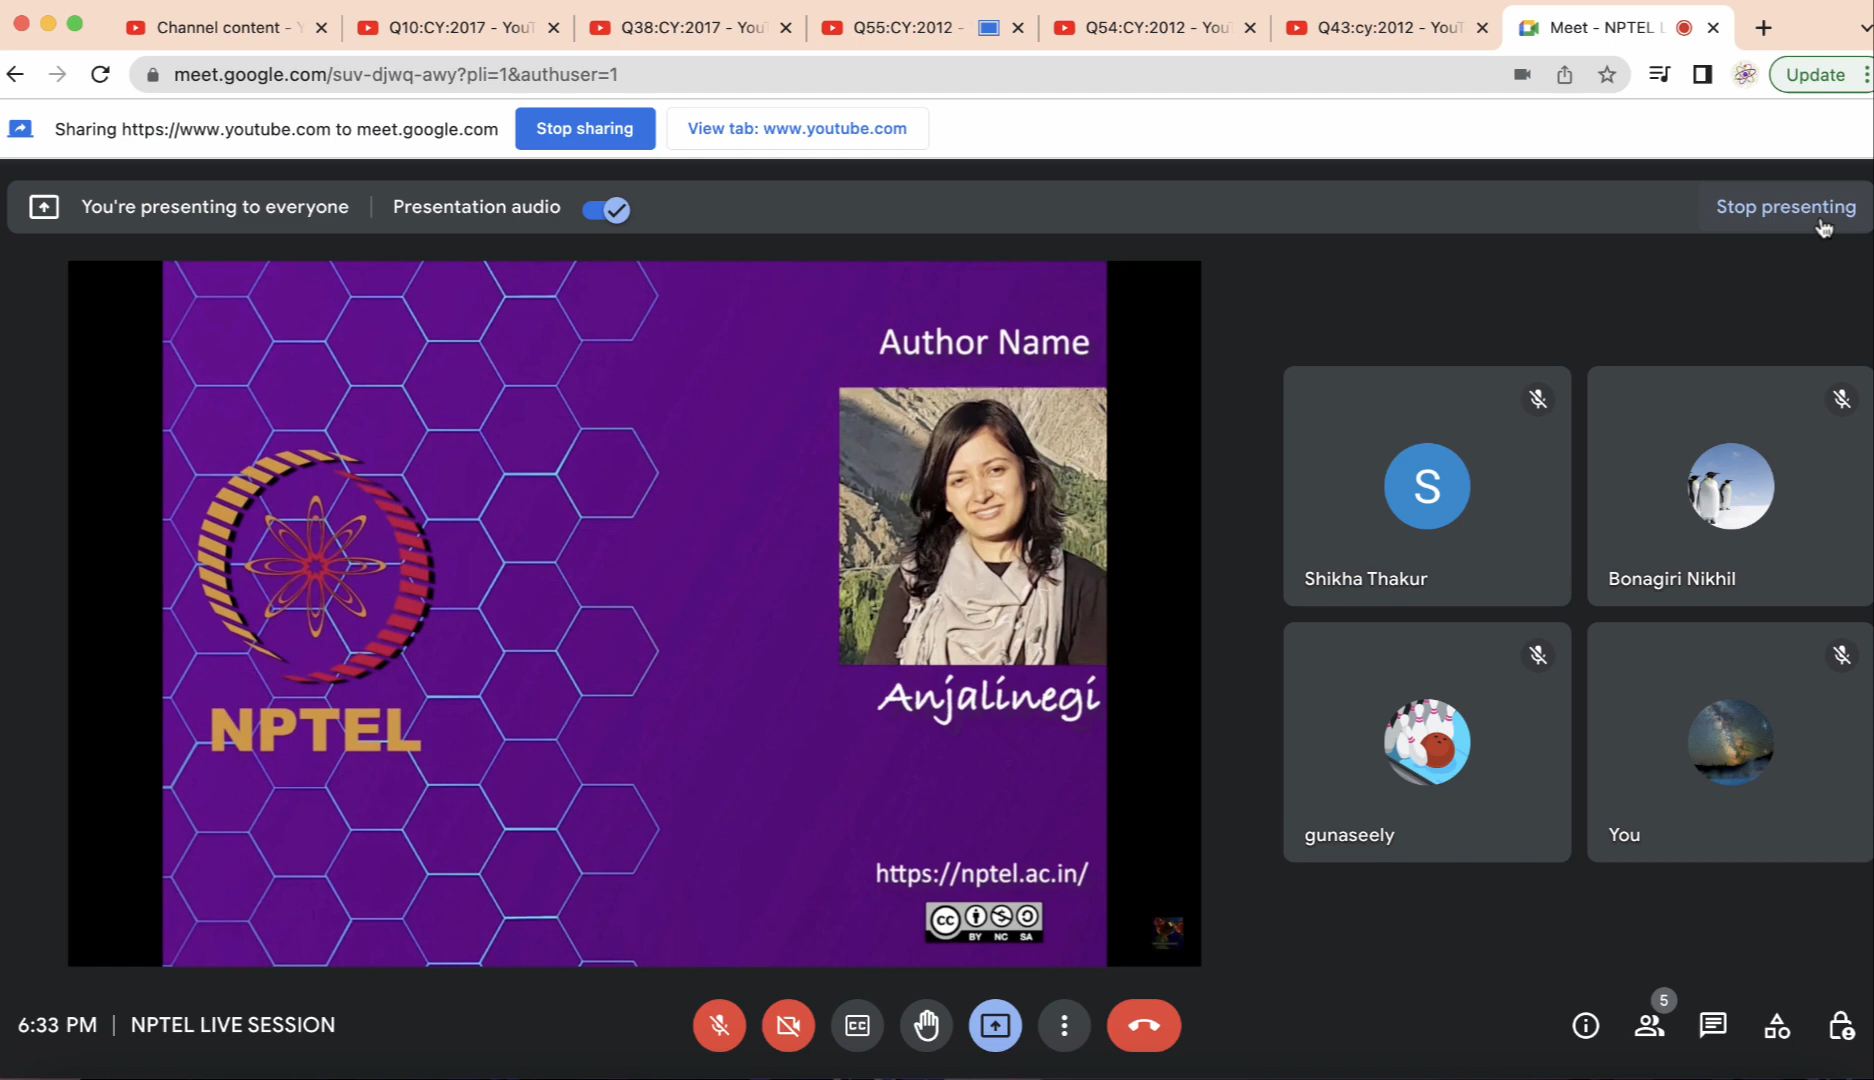 Channel content - Y
Q10:CY:2017 - YouT
Q38:CY:2017 - YouT
Q55:CY:2012 -
Q54:CY:2012 - YouT
Q43:cy:2012 - YouT
Meet - NPTEL L
meet.google.com/suv-djwq-awy?pli=1&authuser=1
Update
Sharing https://www.youtube.com to meet.google.com
Stop sharing
View tab: www.youtube.com
You're presenting to everyone
Presentation audio
Stop presenting
Author Name
Anjalinegi
NPTEL
https://nptel.ac.in/
CC BY NC SA
S
Shikha Thakur
Bonagiri Nikhil
gunaseely
You
6:33 PM | NPTEL LIVE SESSION
CC
5